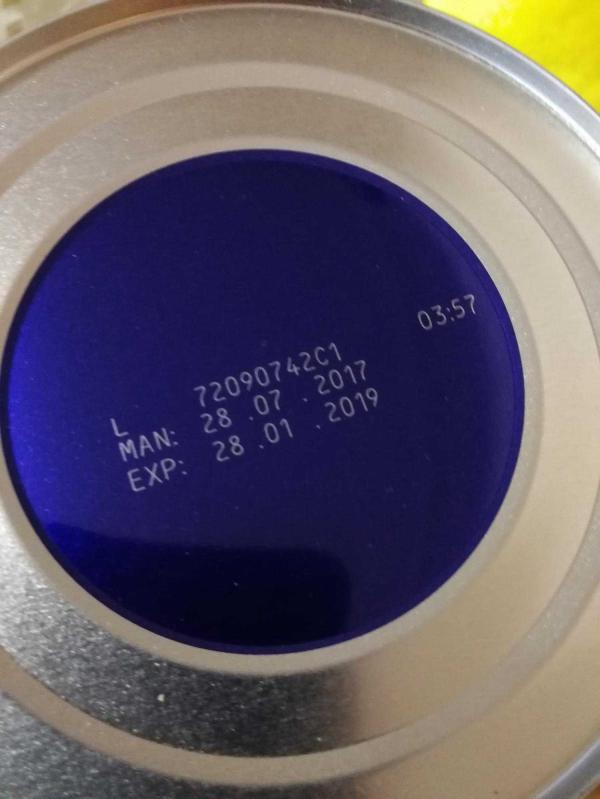 L 72090742C1 03:57
MAN: 28 .07 .2017
EXP: 28 .01 .2019